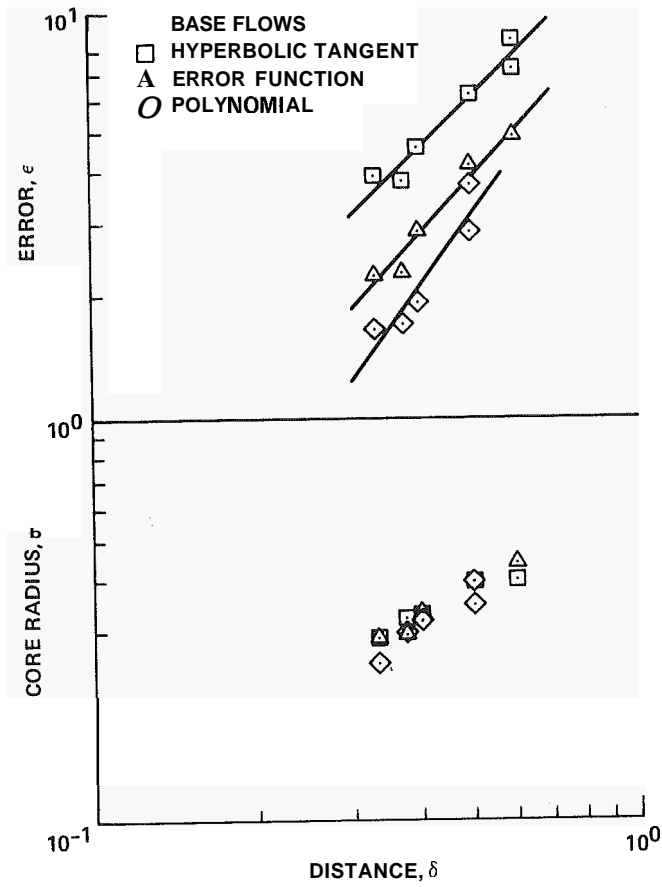 10^1
BASE FLOWS
HYPERBOLIC TANGENT
A ERROR FUNCTION
O POLYNOMIAL
ERROR, ϵ
10^0
CORE RADIUS, σ
10^-1
10^0
DISTANCE, δ